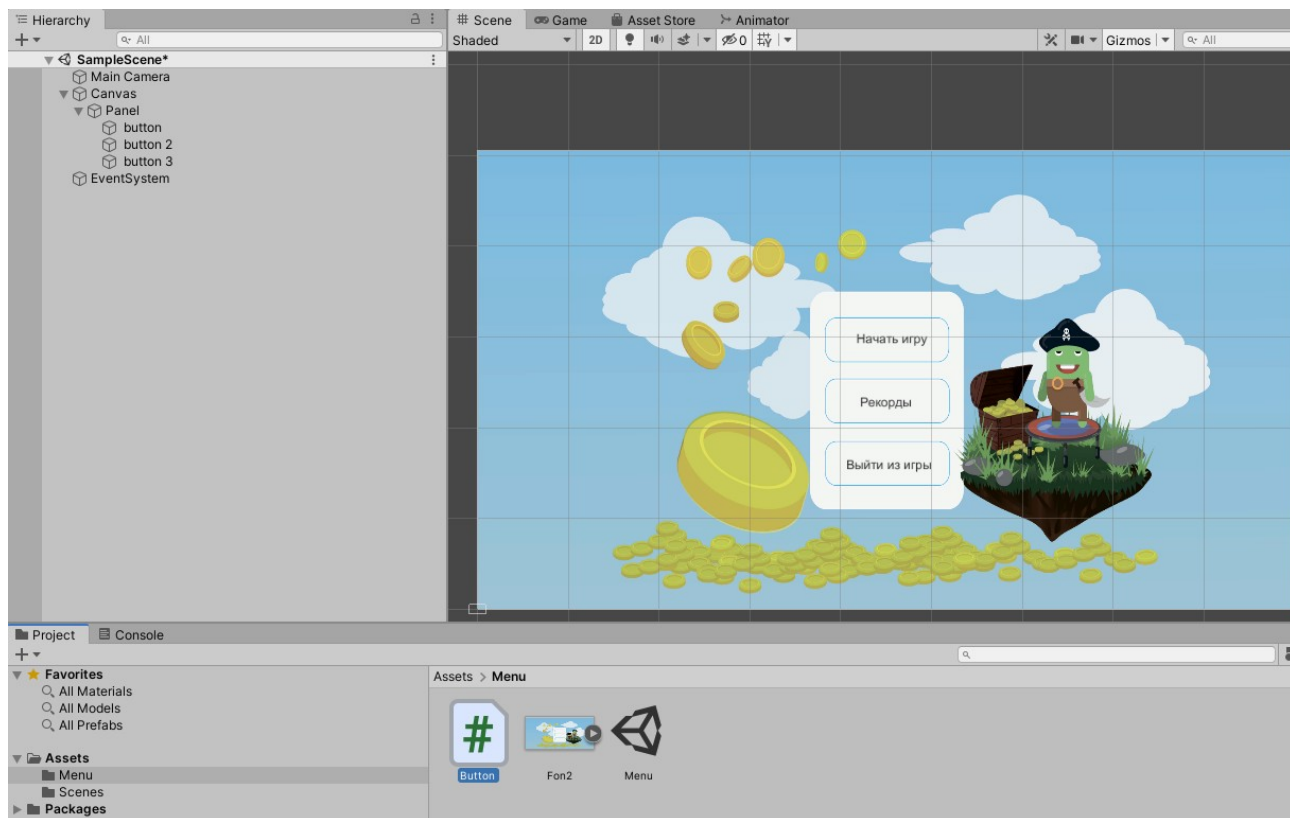 Hierarchy
All
SampleScene*
Main Camera
Canvas
Panel
button
button 2
button 3
EventSystem
Scene Game Asset Store Animator
Shaded 2D 0 Gizmos All
Начать игру
Рекорды
Выйти из игры
Project Console
Favorites
All Materials
All Models
All Prefabs
Assets
Menu
Scenes
Packages
Assets > Menu
#
Button Fon2 Menu